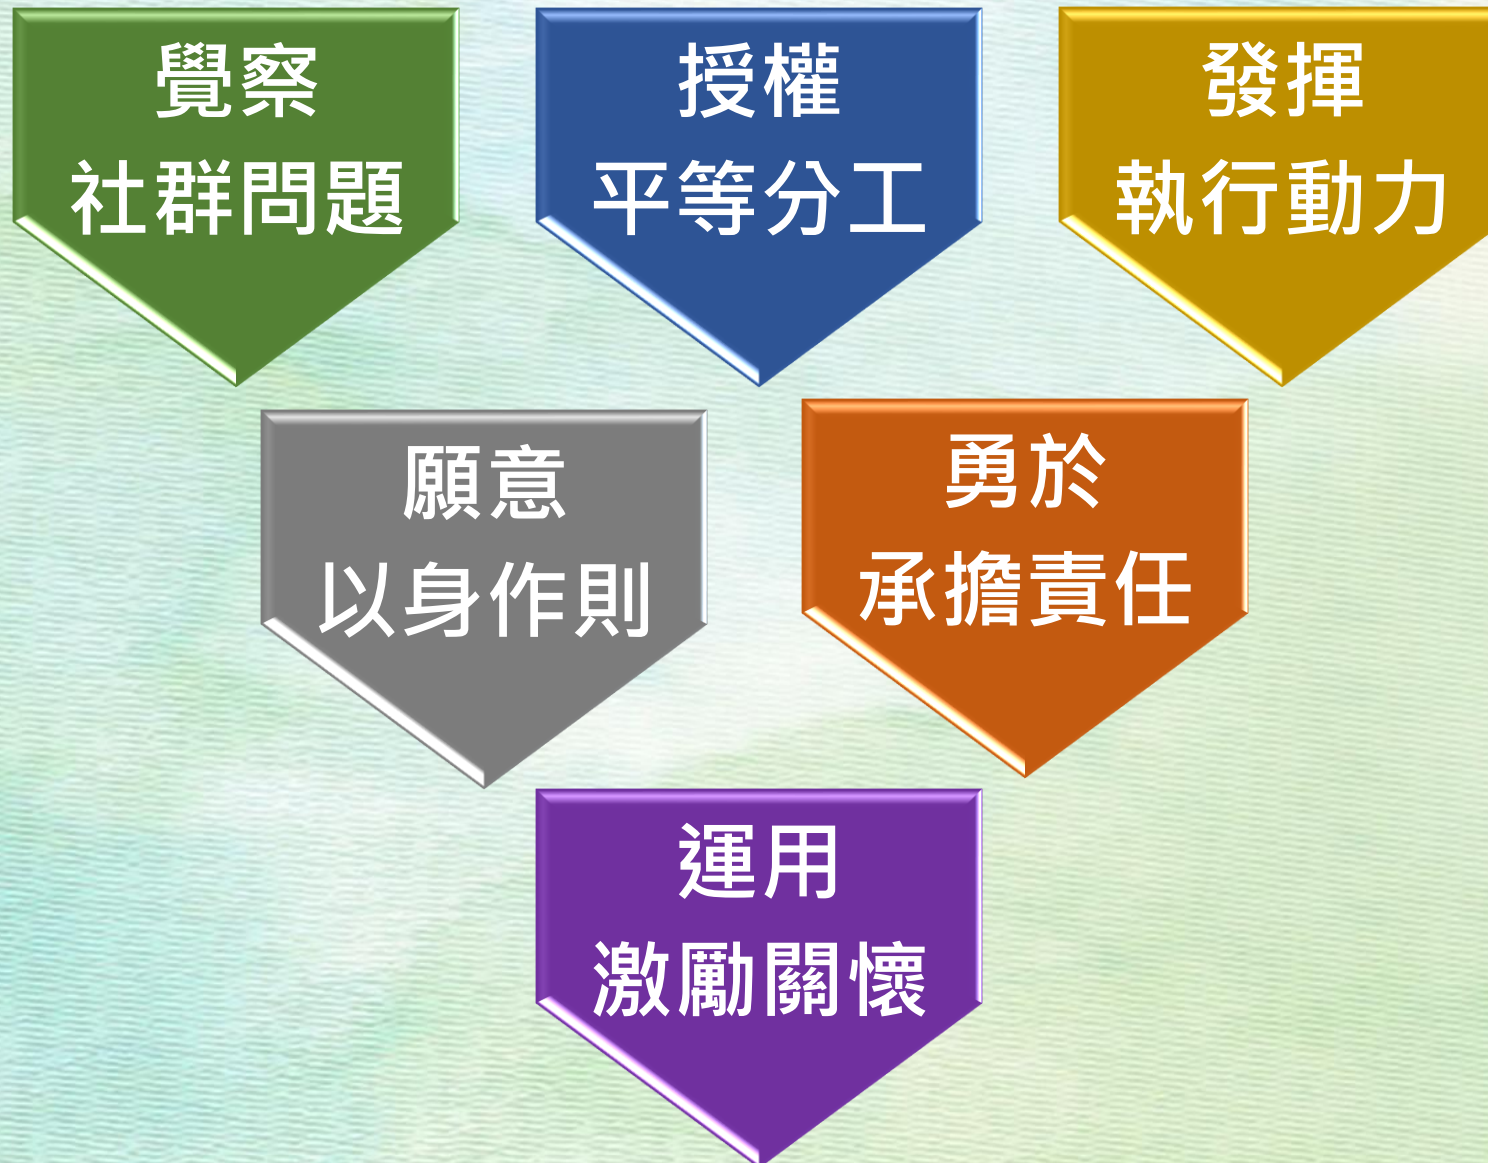 覺察
社群問題
授權
平等分工
發揮
執行動力
願意
以身作則
勇於
承擔責任
運用
激勵關懷